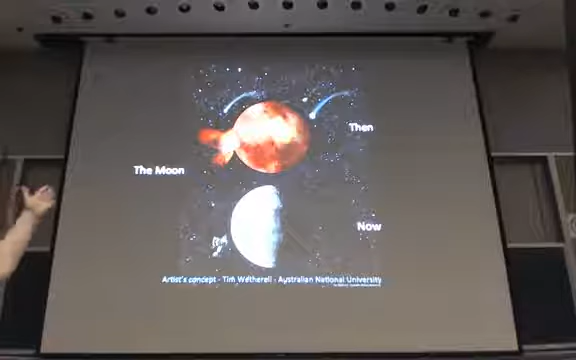 Then
The Moon
Now
Artist's concept - Tim Wetherell - Australian National University